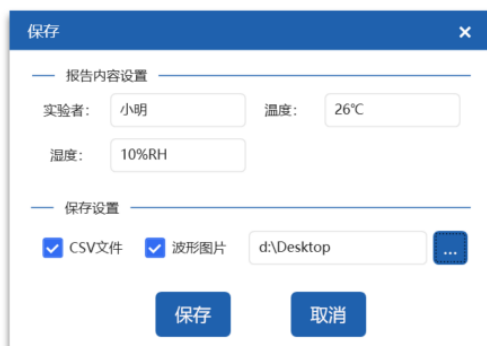 保存 ×
报告内容设置
实验者： 小明 温度： 26℃
湿度： 10%RH
保存设置
CSV文件 波形图片 d:\Desktop ...
保存 取消